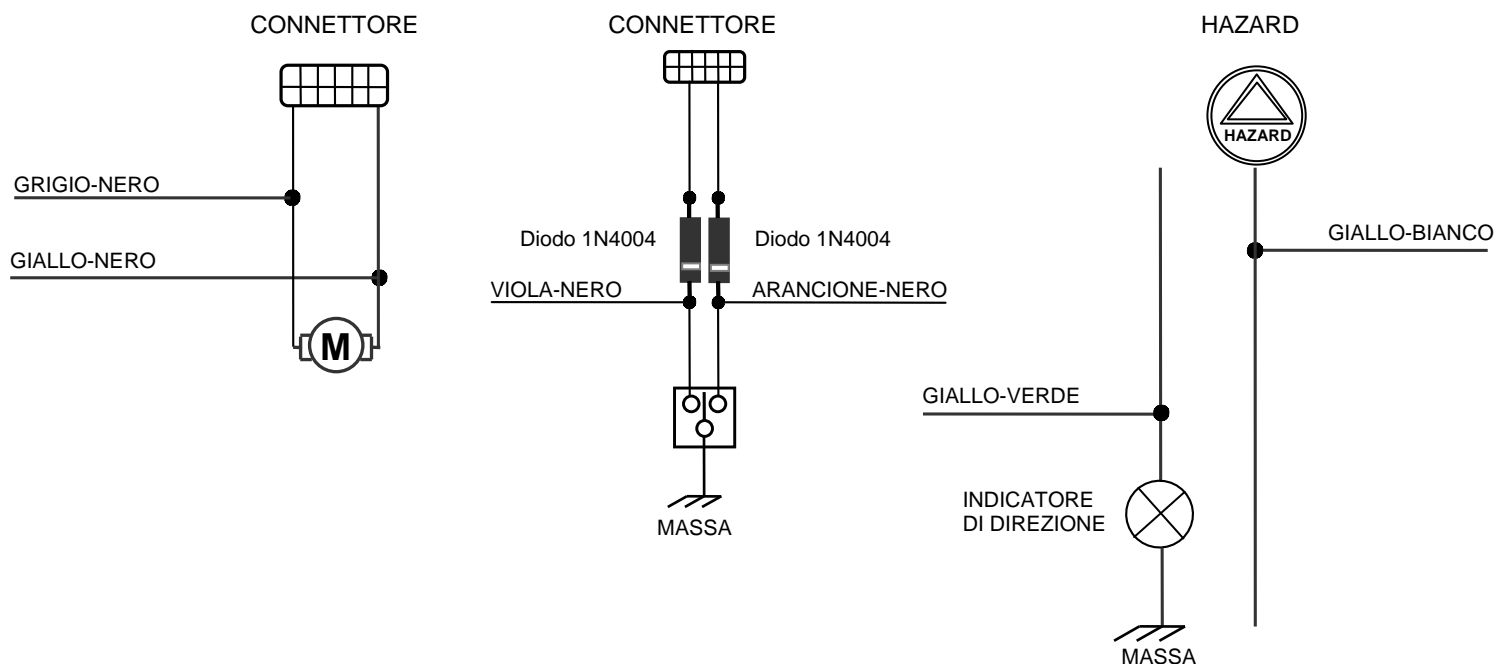 CONNETTORE
CONNETTORE
HAZARD
HAZARD
GRIGIO-NERO
Diodo 1N4004
Diodo 1N4004
GIALLO-BIANCO
GIALLO-NERO
VIOLA-NERO
ARANCIONE-NERO
M
GIALLO-VERDE
INDICATORE
DI DIREZIONE
MASSA
MASSA